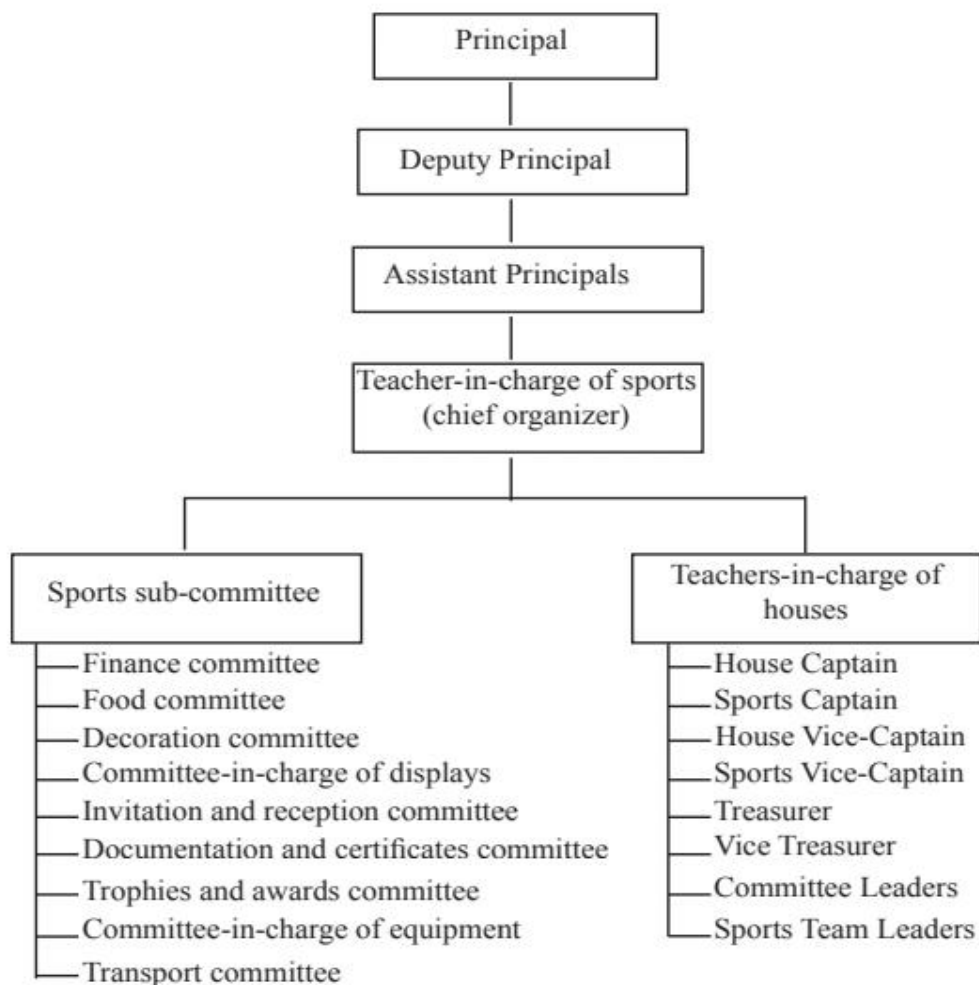 Principal
Deputy Principal
Assistant Principals
Teacher-in-charge of sports
(chief organizer)
Sports sub-committee
Finance committee
Food committee
Decoration committee
Committee-in-charge of displays
Invitation and reception committee
Documentation and certificates committee
Trophies and awards committee
Committee-in-charge of equipment
Transport committee
Teachers-in-charge of
houses
House Captain
Sports Captain
House Vice-Captain
Sports Vice-Captain
Treasurer
Vice Treasurer
Committee Leaders
Sports Team Leaders